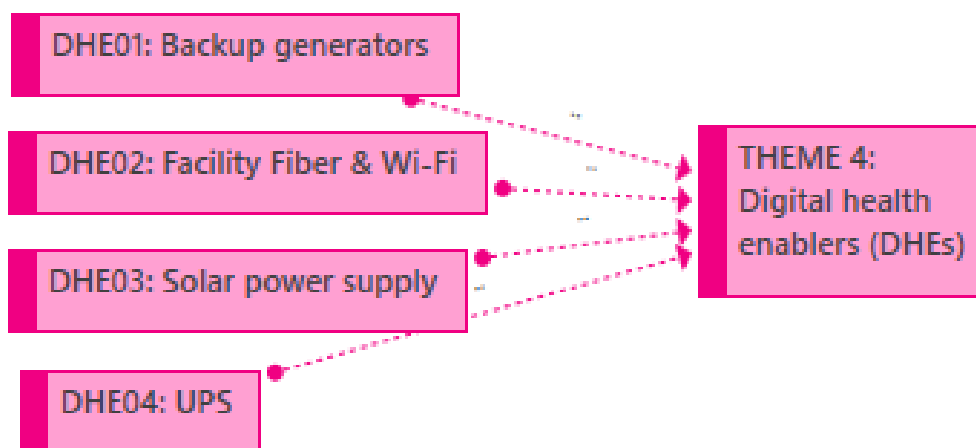 DHE01: Backup generators
DHE02: Facility Fiber & Wi-Fi
DHE03: Solar power supply
DHE04: UPS
THEME 4:
Digital health
enablers (DHEs)